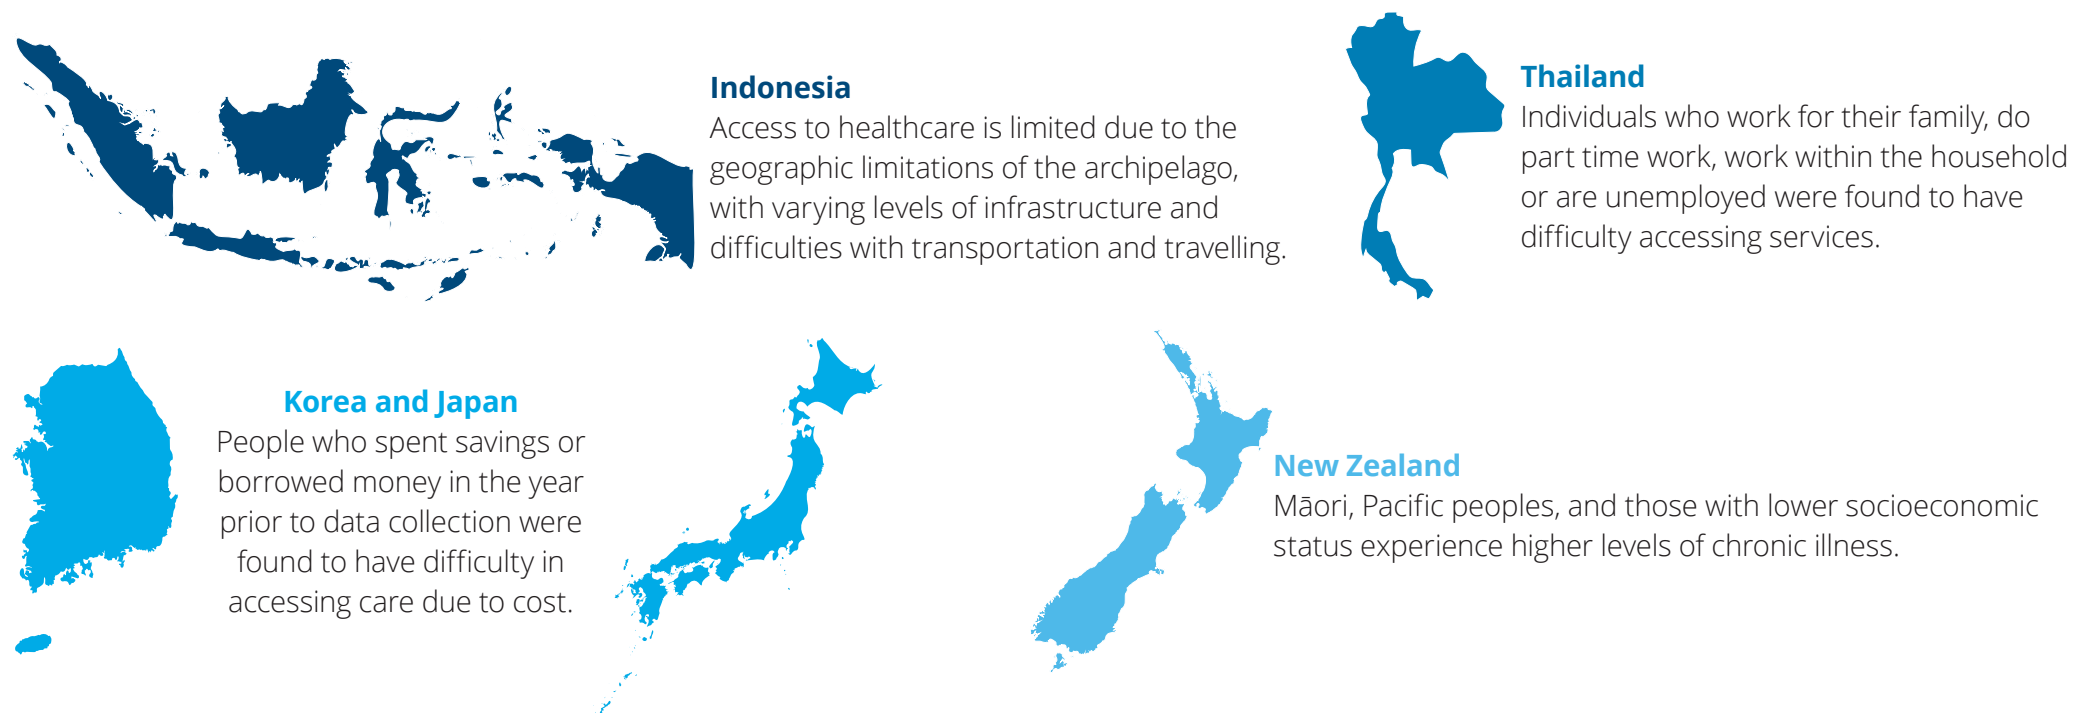 Indonesia
Access to healthcare is limited due to the
geographic limitations of the archipelago,
with varying levels of infrastructure and
difficulties with transportation and travelling.
Thailand
Individuals who work for their family, do
part time work, work within the household
or are unemployed were found to have
difficulty accessing services.
Korea and Japan
People who spent savings or
borrowed money in the year
prior to data collection were
found to have difficulty in
accessing care due to cost.
New Zealand
Māori, Pacific peoples, and those with lower socioeconomic
status experience higher levels of chronic illness.